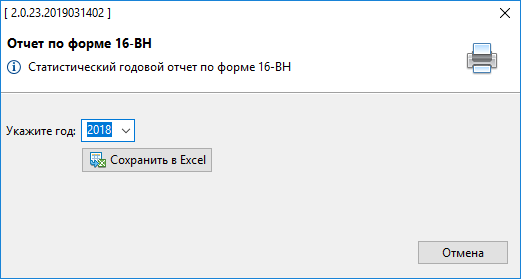 [ 2.0.23.2019031402 ]
Отчет по форме 16-ВН
Статистический годовой отчет по форме 16-ВН
Укажите год: 2018
Сохранить в Excel
Отмена